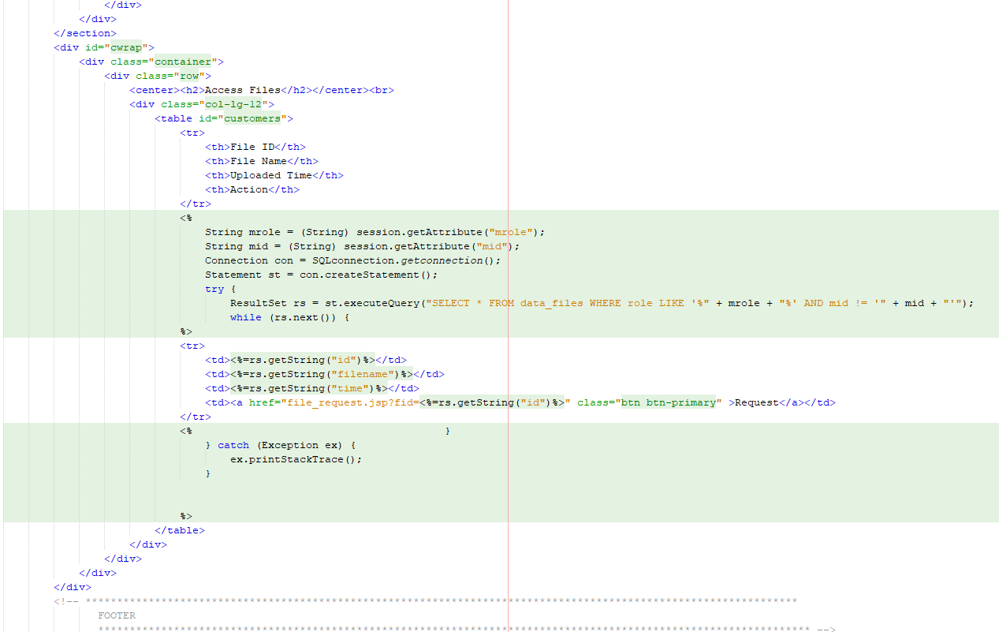 </div>
</div>
</section>
<div id="cwrap">
<div class="container">
<div class="row">
<center><h2>Access Files</h2></center><br>
<div class="col-lg-12">
<table id="customers">
<tr>
<th>File ID</th>
<th>File Name</th>
<th>Uploaded Time</th>
<th>Action</th>
</tr>
<%
String mrole = (String) session.getAttribute("mrole");
String mid = (String) session.getAttribute("mid");
Connection con = SQLconnection.getconnection();
Statement st = con.createStatement();
try {
ResultSet rs = st.executeQuery("SELECT * FROM data_files WHERE role LIKE '%" + mrole + "%' AND mid != '" + mid + "'");
while (rs.next()) {
%>
<tr>
<td><%=rs.getString("id")%></td>
<td><%=rs.getString("filename")%></td>
<td><%=rs.getString("time")%></td>
<td><a href="file_request.jsp?fid=<%=rs.getString("id")%>" class="btn btn-primary" >Request</a></td>
</tr>
<% }
} catch (Exception ex) {
ex.printStackTrace();
}
%>
</table>
</div>
</div>
</div>
</div>
<!-- *****************************************************************************************************************
FOOTER
***************************************************************************************************************** -->